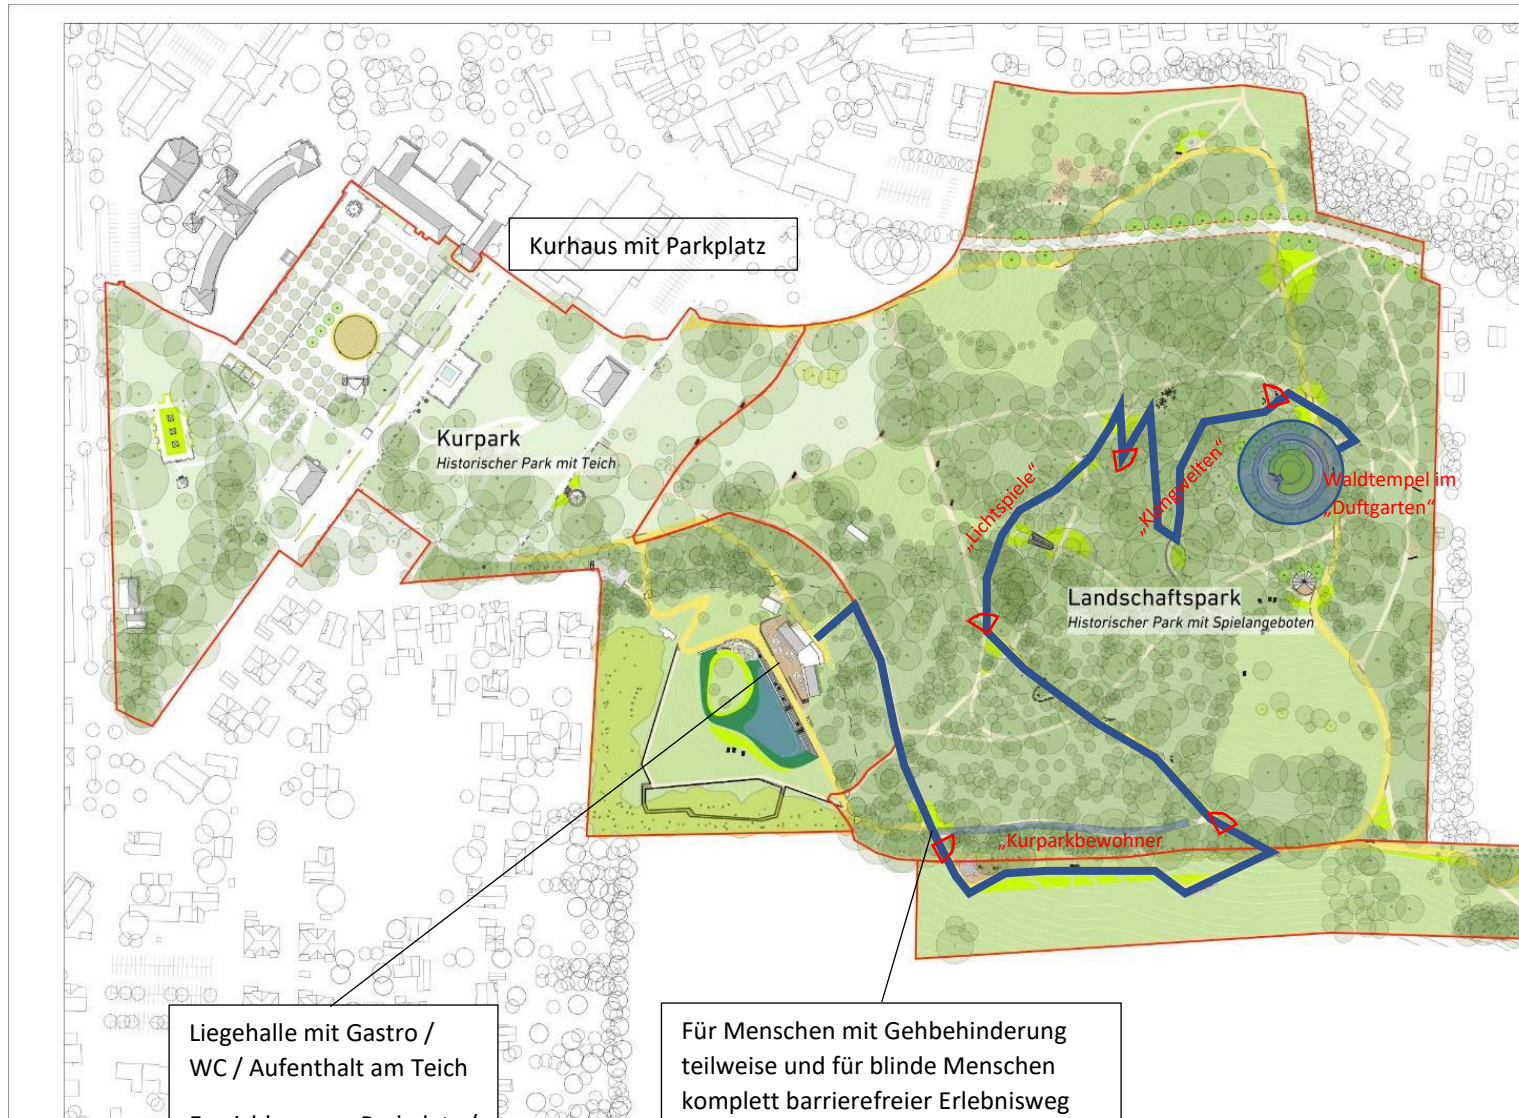 Kurhaus mit Parkplatz
Kurpark
Historischer Park mit Teich
„Lichtspiele“
„Klangwelten“
Waldtempel im
„Duftgarten“
Landschaftspark
Historischer Park mit Spielangeboten
„Kurparkbewohner
Liegehalle mit Gastro /
WC / Aufenthalt am Teich
Für Menschen mit Gehbehinderung
teilweise und für blinde Menschen
komplett barrierefreier Erlebnisweg